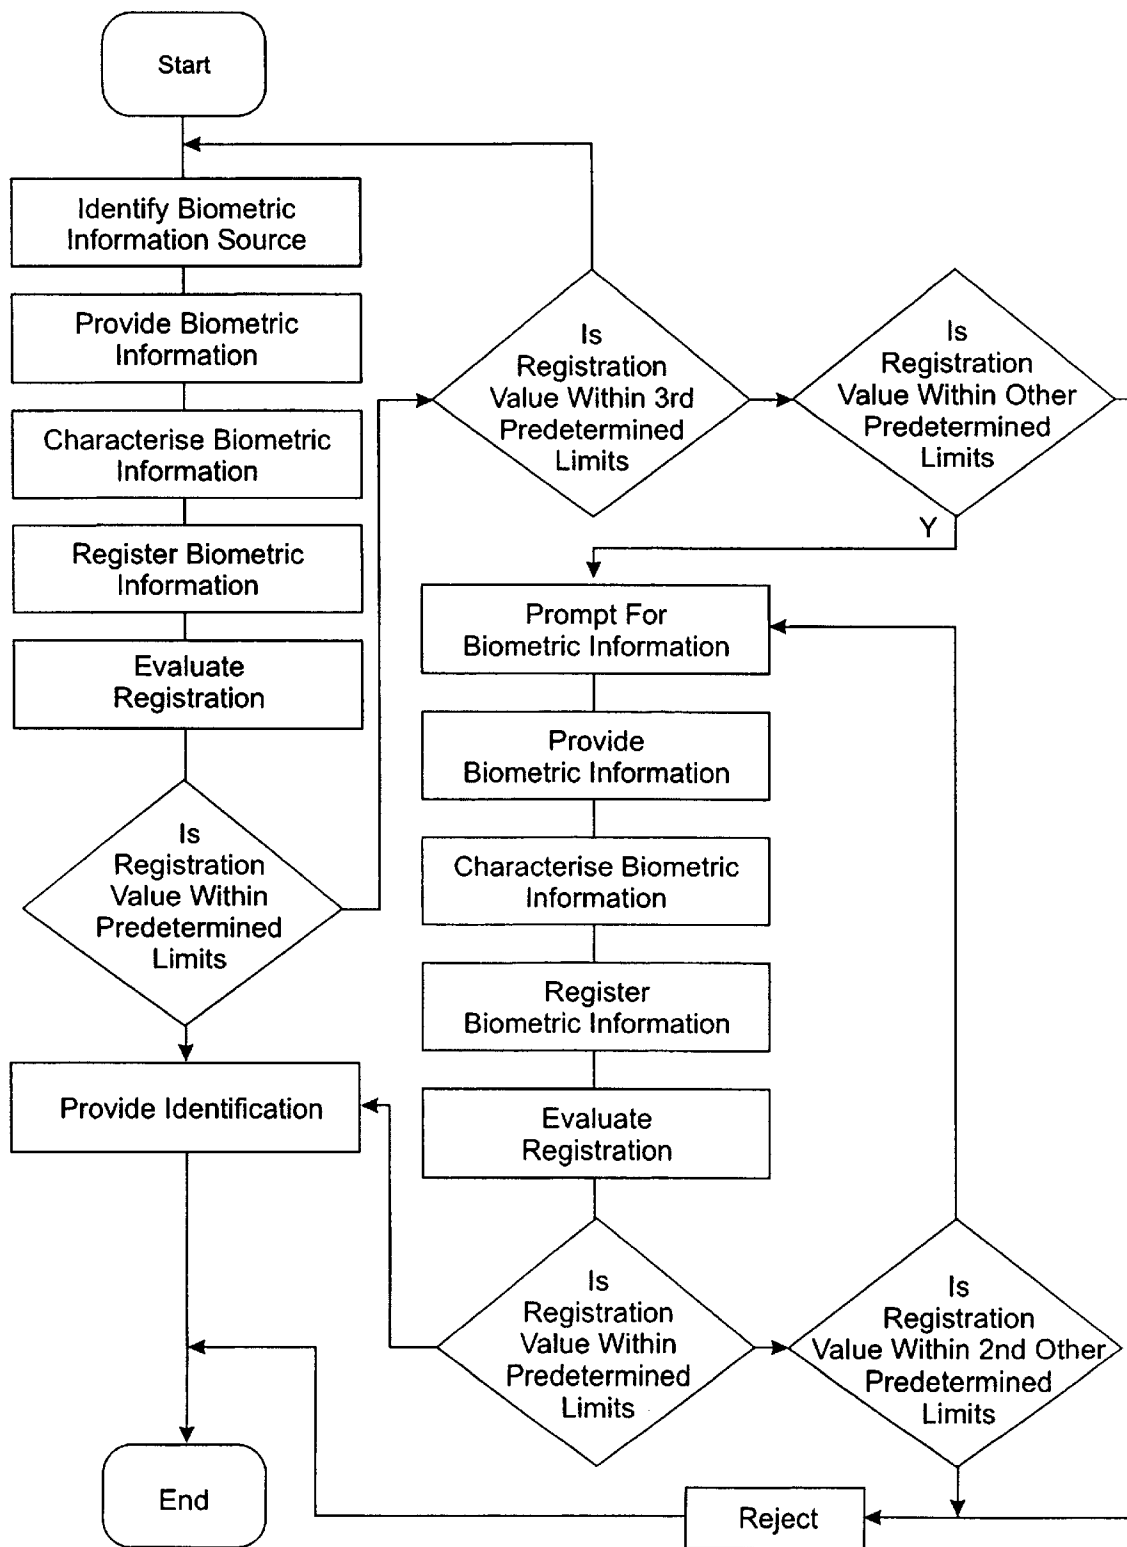 Start
Identify Biometric
Information Source
Provide Biometric
Information
Characterise Biometric
Information
Register Biometric
Information
Evaluate
Registration
Is
Registration
Value Within
Predetermined
Limits
Provide Identification
End
Is
Registration
Value Within 3rd
Predetermined
Limits
Is
Registration
Value Within Other
Predetermined
Limits
Y
Prompt For
Biometric Information
Provide
Biometric Information
Characterise Biometric
Information
Register
Biometric Information
Evaluate
Registration
Is
Registration
Value Within
Predetermined
Limits
Is
Registration
Value Within 2nd Other
Predetermined
Limits
Reject